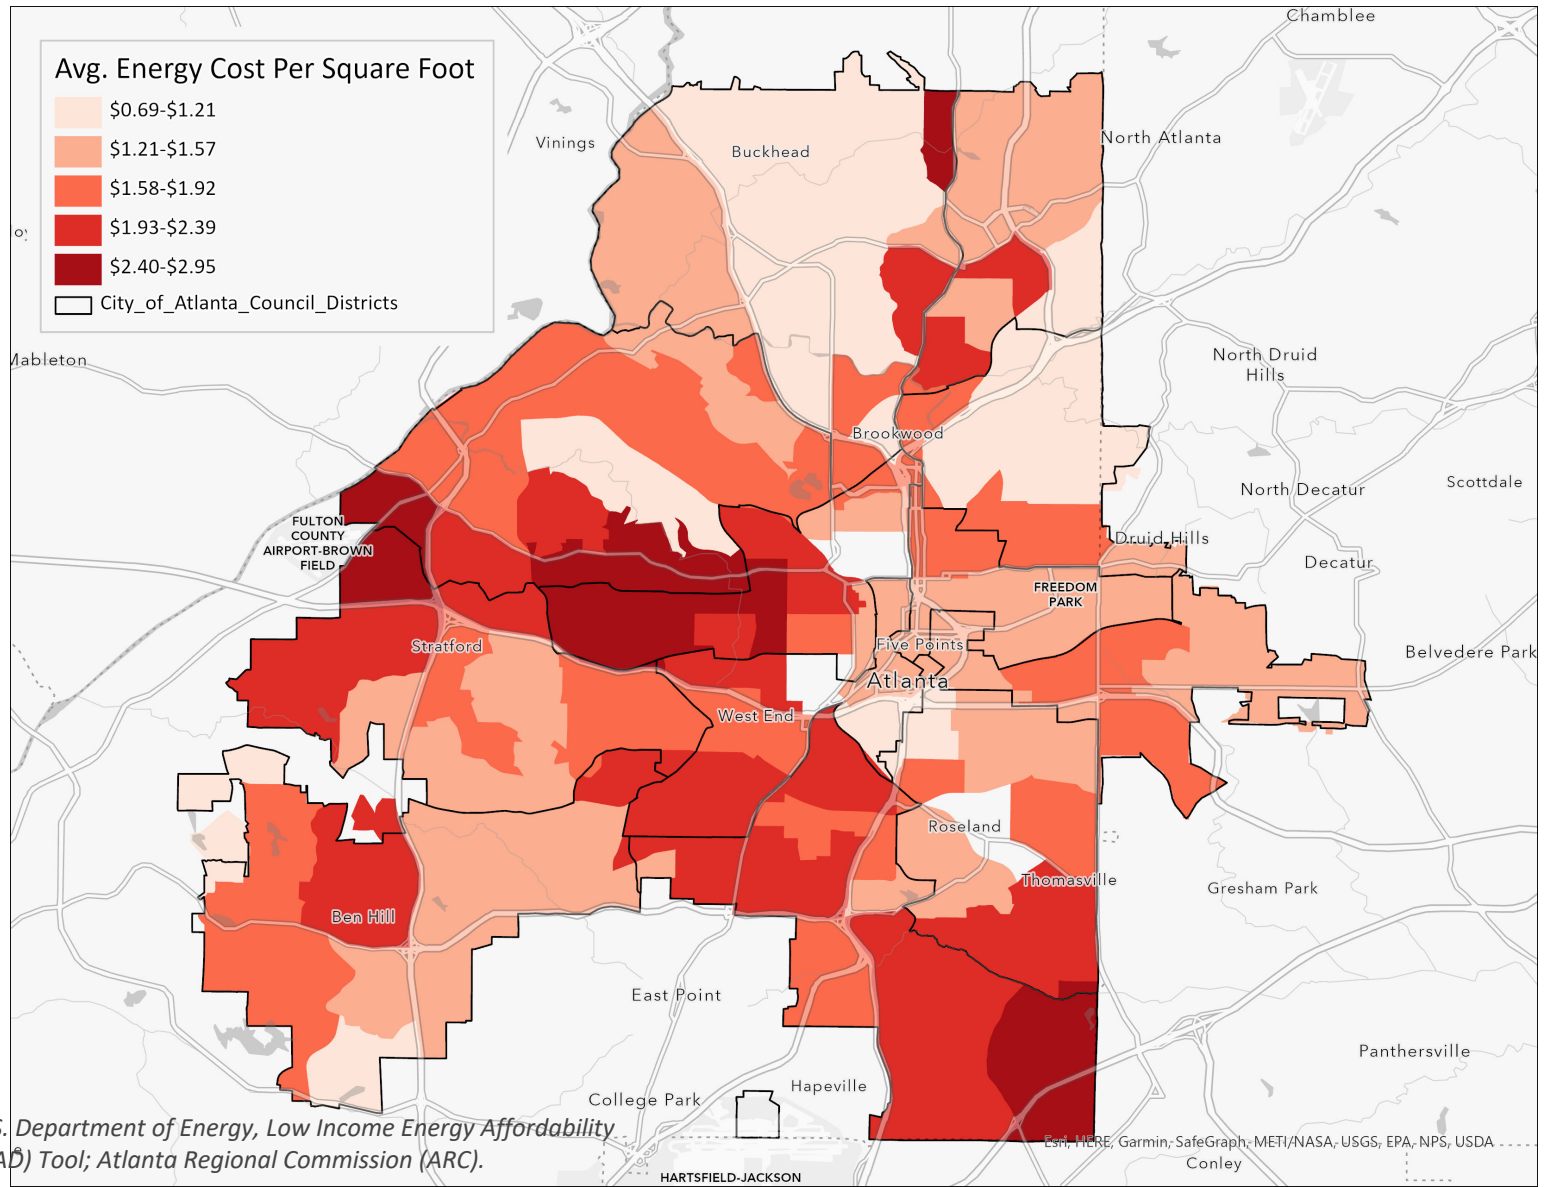 Chamblee
Avg. Energy Cost Per Square Foot
$0.69-$1.21
$1.21-$1.57
$1.58-$1.92
$1.93-$2.39
$2.40-$2.95
City_of_Atlanta_Council_Districts
Vinings
Buckhead
North Atlanta
Mableton
North Druid
Hills
Brookwood
North Decatur
Scottdale
FULTON
COUNTY
AIRPORT-BROWN
FIELD
Druid Hills
Decatur
FREEDOM
PARK
Stratford
Five Points
Belvedere Park
Atlanta
West End
Roseland
Thomasville
Gresham Park
Ben Hill
East Point
Panthersville
Hapeville
College Park
S. Department of Energy, Low Income Energy Affordability
AD) Tool; Atlanta Regional Commission (ARC).
Esri, HERE, Garmin, SafeGraph, METI/NASA, USGS, EPA, NPS, USDA
Conley
HARTSFIELD-JACKSON